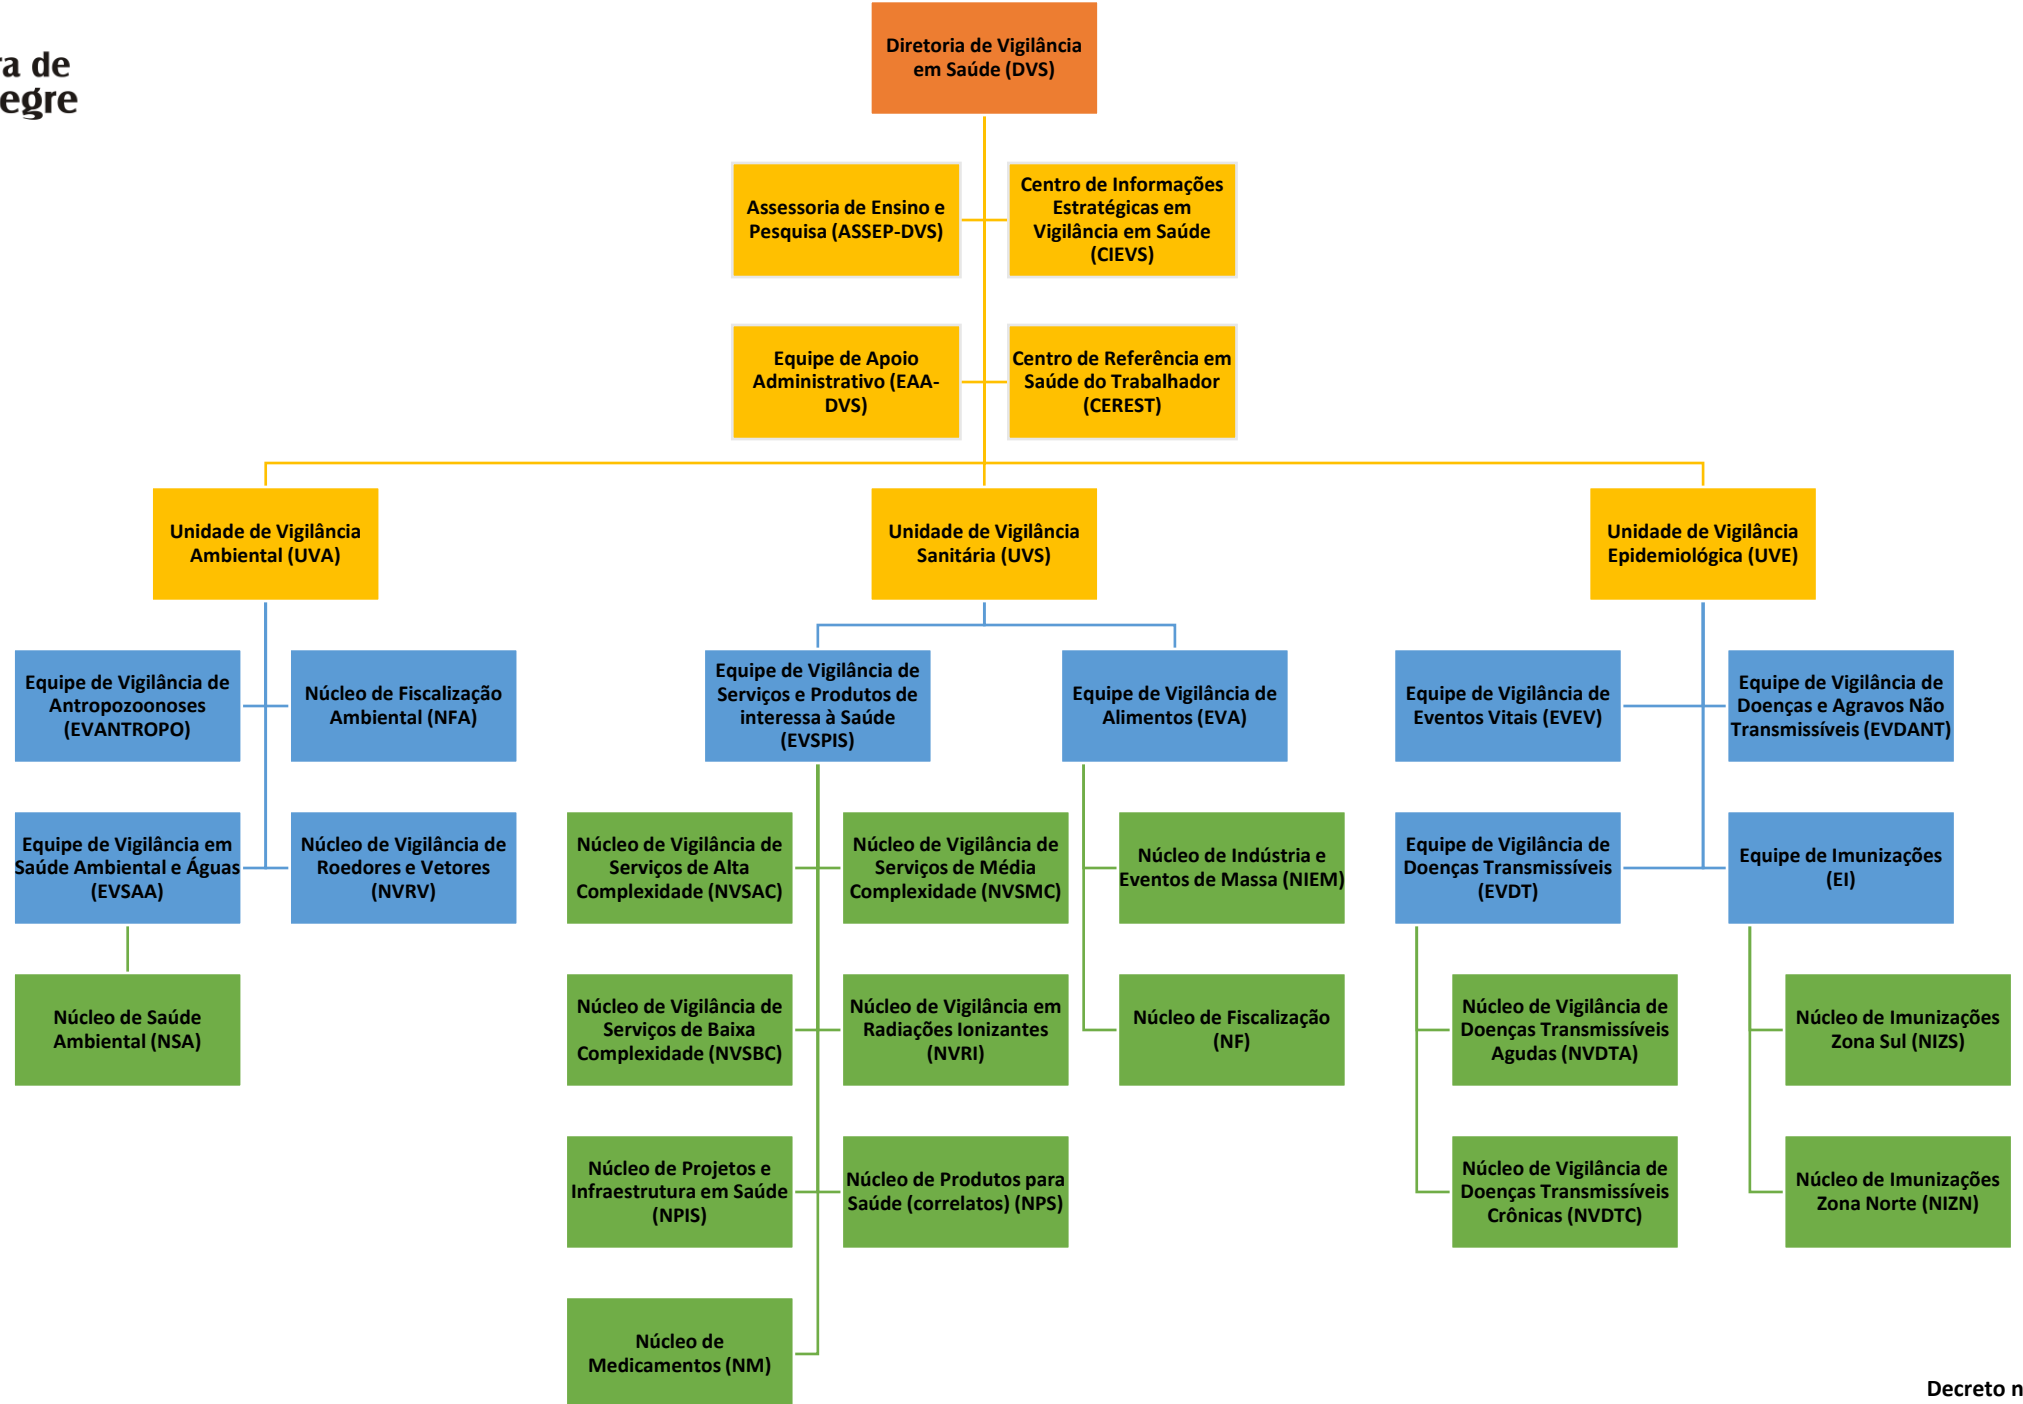 ra de
egre
Diretoria de Vigilância
em Saúde (DVS)
Assessoria de Ensino e
Pesquisa (ASSEP-DVS)
Centro de Informações
Estratégicas em
Vigilância em Saúde
(CIEVS)
Equipe de Apoio
Administrativo (EAA-
DVS)
Centro de Referência em
Saúde do Trabalhador
(CEREST)
Unidade de Vigilância
Ambiental (UVA)
Unidade de Vigilância
Sanitária (UVS)
Unidade de Vigilância
Epidemiológica (UVE)
Equipe de Vigilância de
Antropozoonoses
(EVANTROPO)
Núcleo de Fiscalização
Ambiental (NFA)
Equipe de Vigilância de
Serviços e Produtos de
interessa à Saúde
(EVSPIS)
Equipe de Vigilância de
Alimentos (EVA)
Equipe de Vigilância de
Eventos Vitais (EVEV)
Equipe de Vigilância de
Doenças e Agravos Não
Transmissíveis (EVDANT)
Equipe de Vigilância em
Saúde Ambiental e Águas
(EVSAA)
Núcleo de Vigilância de
Roedores e Vetores
(NVRV)
Núcleo de Vigilância de
Serviços de Alta
Complexidade (NVSAC)
Núcleo de Vigilância de
Serviços de Média
Complexidade (NVSMC)
Núcleo de Indústria e
Eventos de Massa (NIEM)
Equipe de Vigilância de
Doenças Transmissíveis
(EVDT)
Equipe de Imunizações
(EI)
Núcleo de Saúde
Ambiental (NSA)
Núcleo de Vigilância de
Serviços de Baixa
Complexidade (NVSBC)
Núcleo de Vigilância em
Radiações Ionizantes
(NVRI)
Núcleo de Fiscalização
(NF)
Núcleo de Vigilância de
Doenças Transmissíveis
Agudas (NVDTA)
Núcleo de Imunizações
Zona Sul (NIZS)
Núcleo de Projetos e
Infraestrutura em Saúde
(NPIS)
Núcleo de Produtos para
Saúde (correlatos) (NPS)
Núcleo de Vigilância de
Doenças Transmissíveis
Crônicas (NVDTC)
Núcleo de Imunizações
Zona Norte (NIZN)
Núcleo de
Medicamentos (NM)
Decreto n